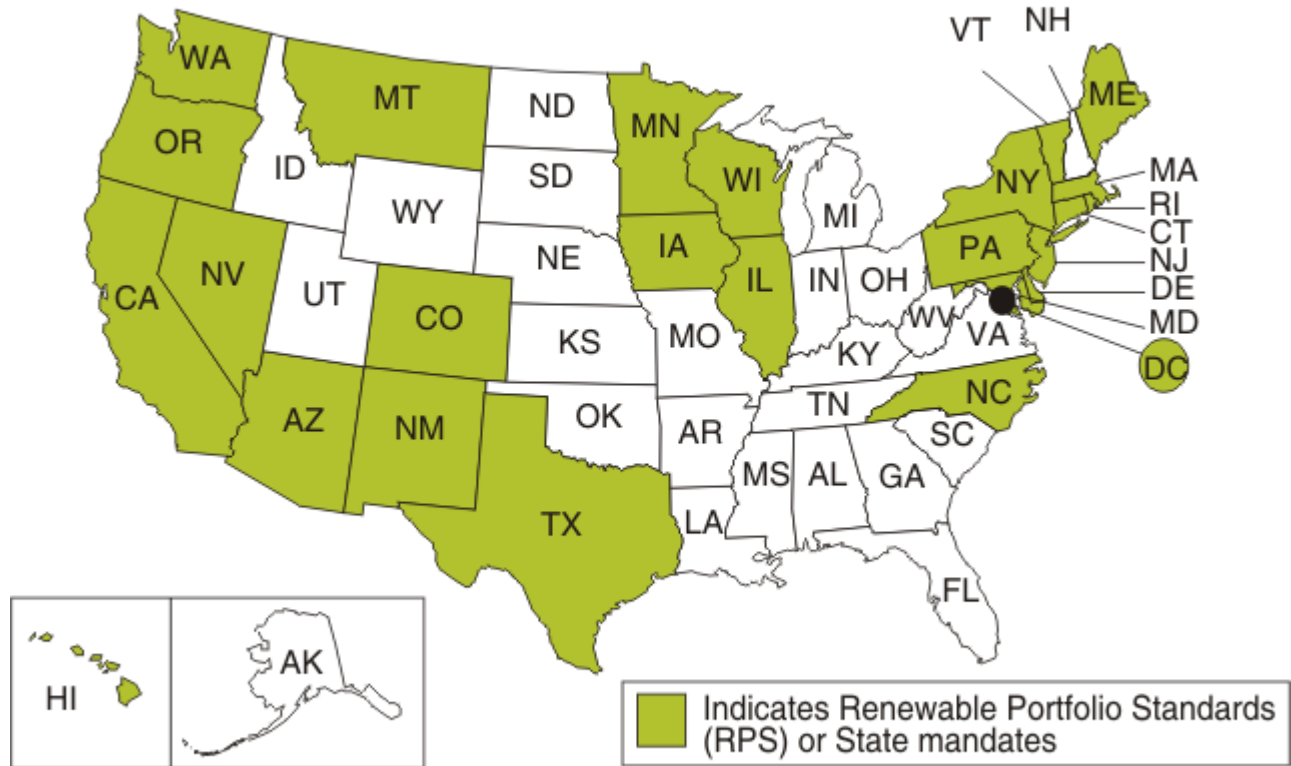 VT
NH
WA
MT
ND
MN
ME
OR
ID
SD
WI
NY
MA
WY
MI
RI
CT
IA
PA
NE
NJ
NV
IL
IN
OH
DE
CA
UT
CO
WV
MD
KS
MO
VA
KY
DC
TN
NC
AZ
NM
OK
AR
SC
MS
AL
GA
TX
LA
FL
HI
AK
Indicates Renewable Portfolio Standards
(RPS) or State mandates